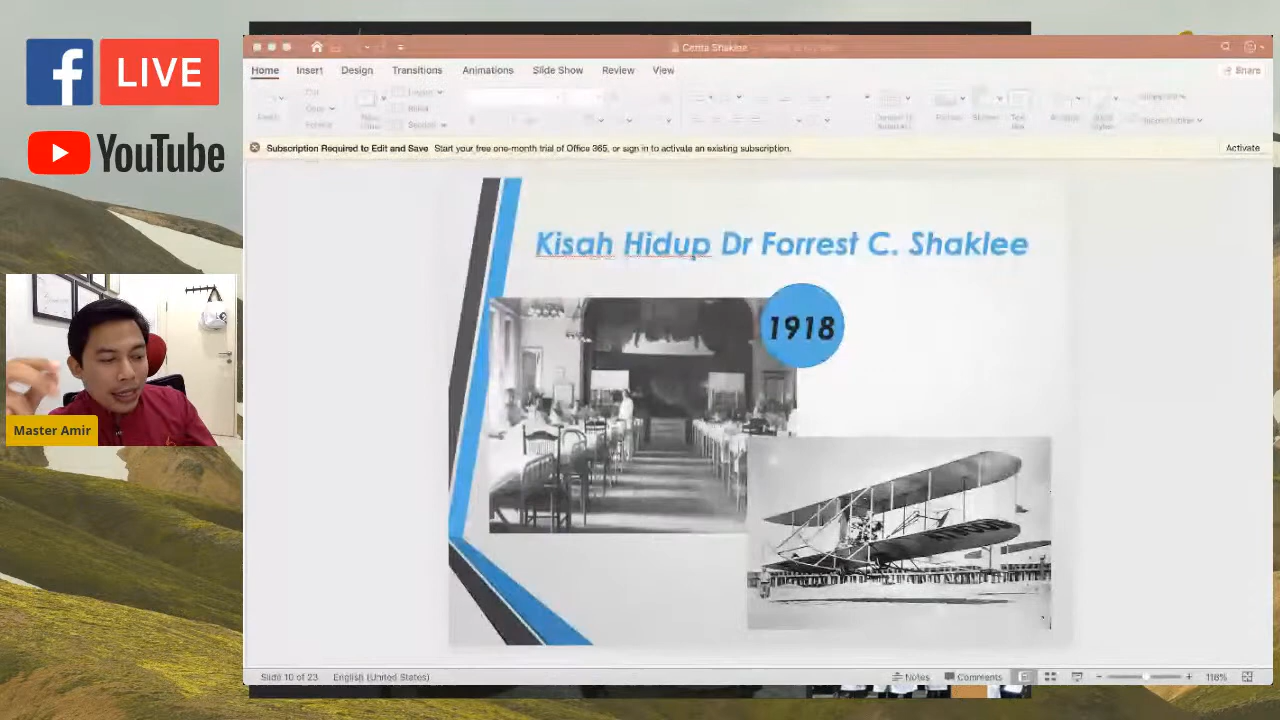 f LIVE
YouTube
Master Amir
Cerita Shaklee
Home Insert Design Transitions Animations Slide Show Review View
Share
Subscription Required to Edit and Save Start your free one-month trial of Office 365, or sign in to activate an existing subscription.
Activate
Kisah Hidup Dr Forrest C. Shaklee
1918
Slide 10 of 23 English (United States)
Notes Comments 118%